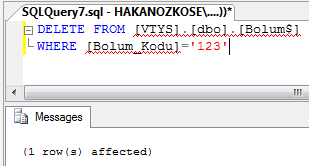 SQLQuery7.sql - HAKANOZKOSE\....))*
DELETE FROM [VTYS].[dbo].[Bolum$]
WHERE [Bolum_Kodu]='123'
Messages
(1 row(s) affected)